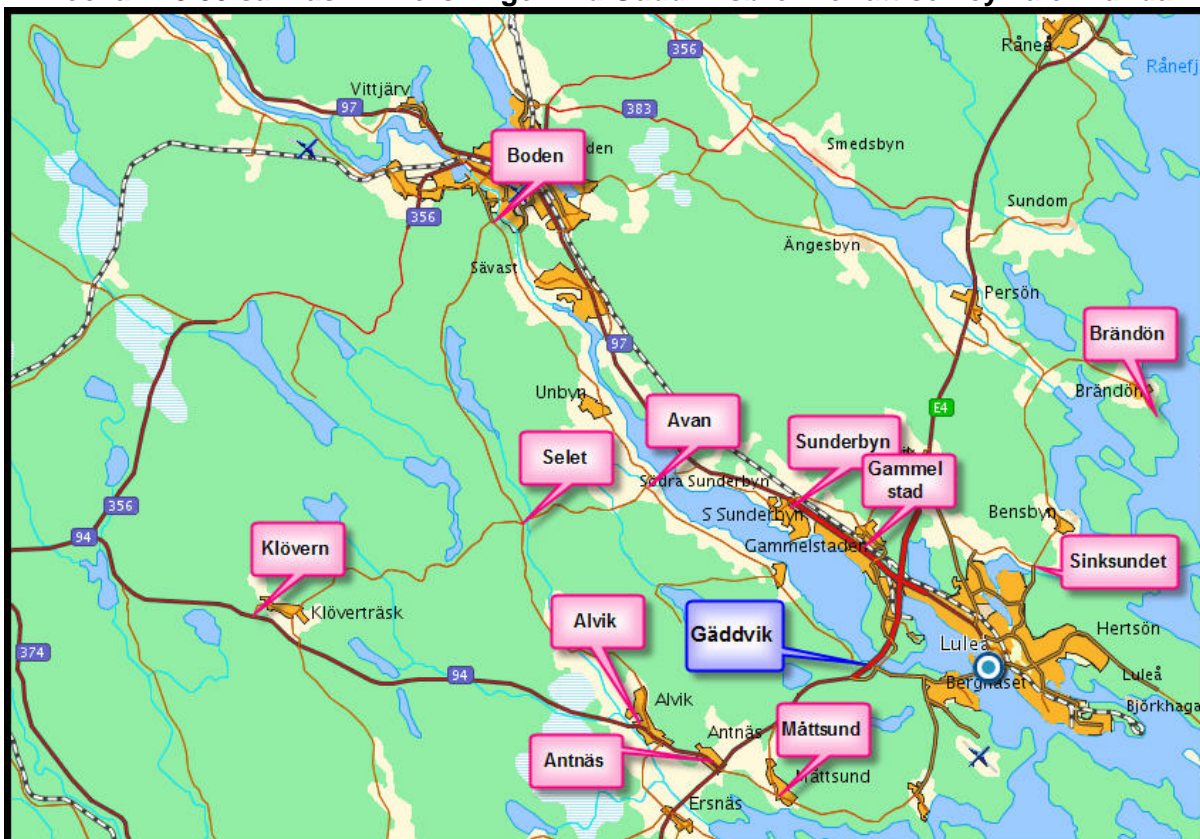 356
Råneå
Rånefj
Vittjärv
97
383
Boden
den
Smedsbyn
356
Sundom
Ängesbyn
Sävast
Persön
Brändön
97
Brändön
Unbyn
E4
Avan
Sunderbyn
Selet
Gammel
stad
Södra Sunderbyn
356
S Sunderbyn
Bensbyn
94
Klövern
Gammelstaden
Sinksundet
Klöverträsk
Alvik
Gäddvik
Hertsön
Luleå
374
94
Luleå
Bergnäset
Alvik
Björkhaga
Antnäs
Måttsund
Antnäs
Måttsund
Ersnäs